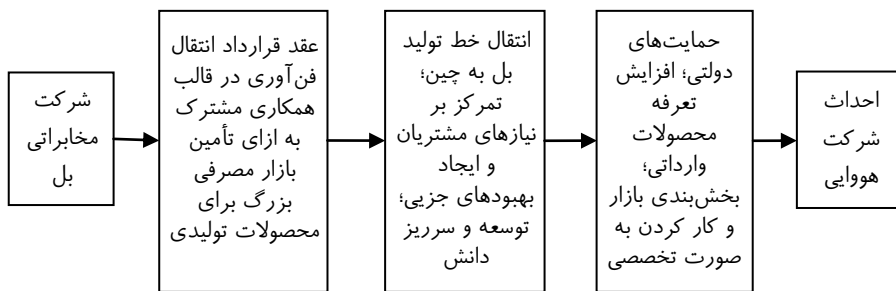 شرکت
مخابراتی
بل
عقد قرارداد انتقال
فن‌آوری در قالب
همکاری مشترک
به ازای تأمین
بازار مصرفی
بزرگ برای
محصولات تولیدی
انتقال خط تولید
بل به چین؛
تمرکز بر
نیازهای مشتریان
و ایجاد
بهبودهای جزیی؛
توسعه و سرریز
دانش
حمایت‌های
دولتی؛ افزایش
تعرفه
محصولات
وارداتی؛
بخش‌بندی بازار
و کار کردن به
صورت تخصصی
احداث
شرکت
هووایی